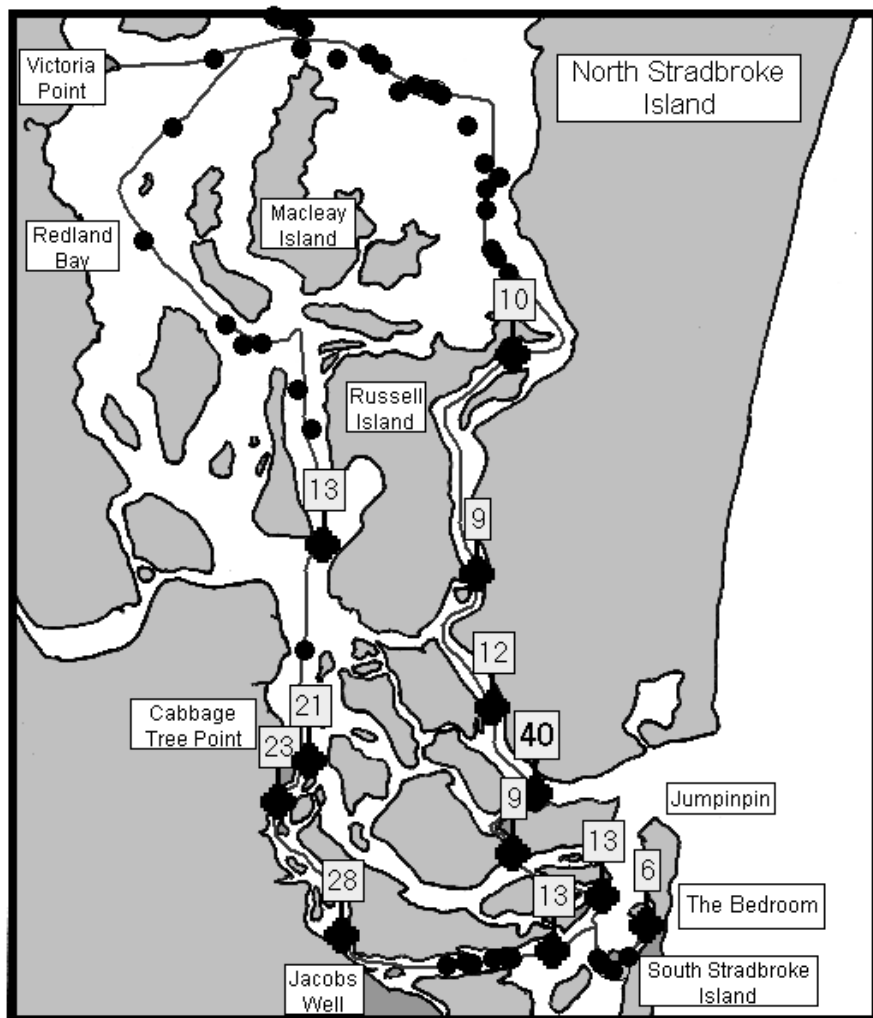 Victoria
Point
North Stradbroke
Island
Macleay
Island
Redland
Bay
10
Russell
Island
13
9
12
21
Cabbage
Tree Point
23
40
Jumpinpin
9
13
6
28
13
The Bedroom
South Stradbroke
Island
Jacobs
Well